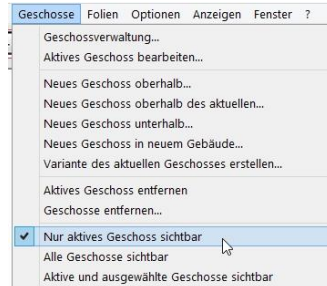 Geschosse Folien Optionen Anzeigen Fenster ?
Geschossverwaltung...
Aktives Geschoss bearbeiten...
Neues Geschoss oberhalb...
Neues Geschoss oberhalb des aktuellen...
Neues Geschoss unterhalb...
Neues Geschoss in neuem Gebäude...
Variante des aktuellen Geschosses erstellen...
Aktives Geschoss entfernen
Geschosse entfernen...
Nur aktives Geschoss sichtbar
Alle Geschosse sichtbar
Aktive und ausgewählte Geschosse sichtbar